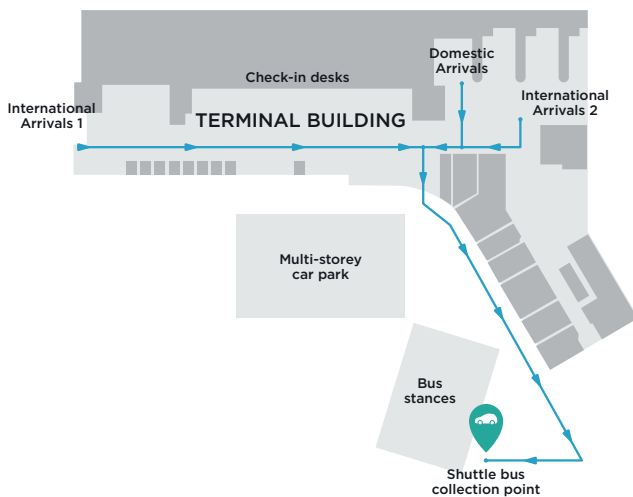 Domestic
Arrivals
Check-in desks
International
Arrivals 1
International
Arrivals 2
TERMINAL BUILDING
Multi-storey
car park
Bus
stances
Shuttle bus
collection point